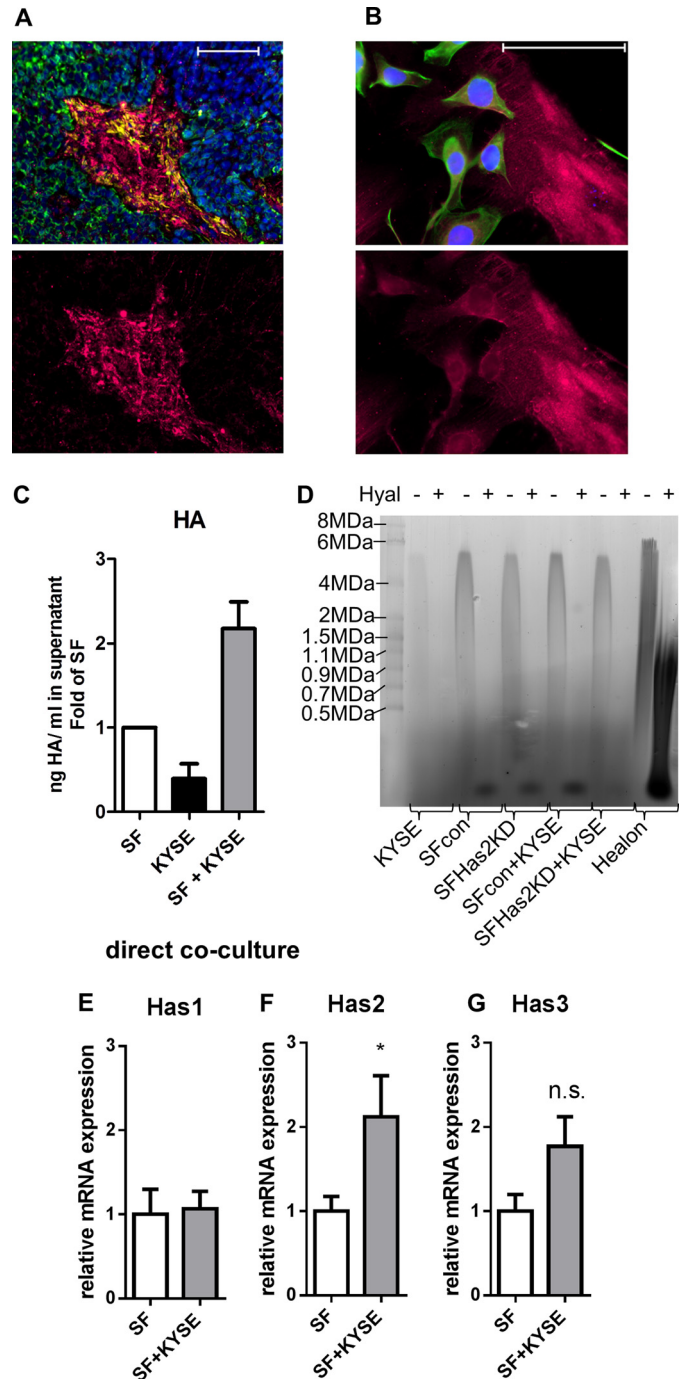 A
B
C
HA
ng HA/ ml in supernatant
Fold of SF
3
2
1
0
SF
KYSE
SF + KYSE
D
Hyal - + - + - + - + - + - +
8MDa
6MDa
4MDa
2MDa
1.5MDa
1.1MDa
0.9MDa
0.7MDa
0.5MDa
KYSE
SFcon
SFHas2KD
SFcon+KYSE
SFHas2KD+KYSE
Healon
direct co-culture
E Has1
relative mRNA expression
3
2
1
0
SF
SF+KYSE
F Has2
relative mRNA expression
3
2
1
0
*
SF
SF+KYSE
G Has3
relative mRNA expression
3
2
1
0
n.s.
SF
SF+KYSE